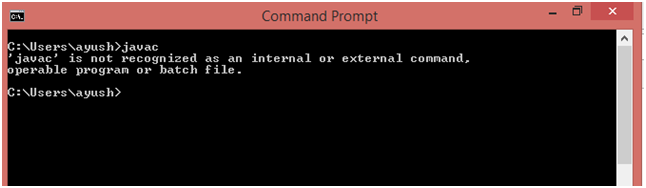 Command Prompt
C:\Users\ayush>javac
'javac' is not recognized as an internal or external command,
operable program or batch file.
C:\Users\ayush>